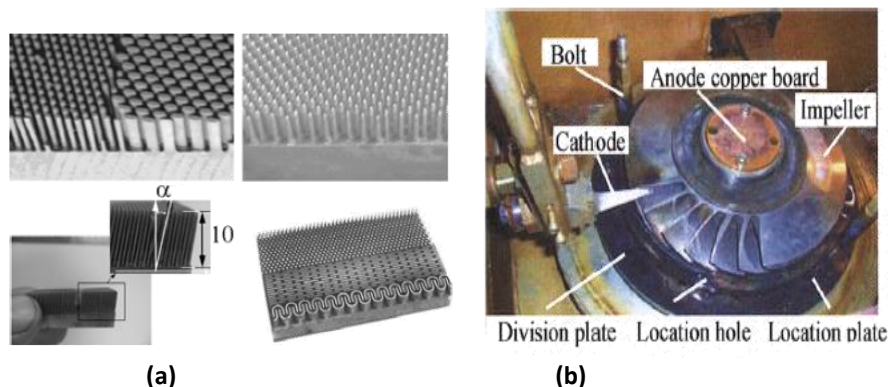 α
10
(a)
Bolt
Anode copper board
Impeller
Cathode
Division plate Location hole Location plate
(b)